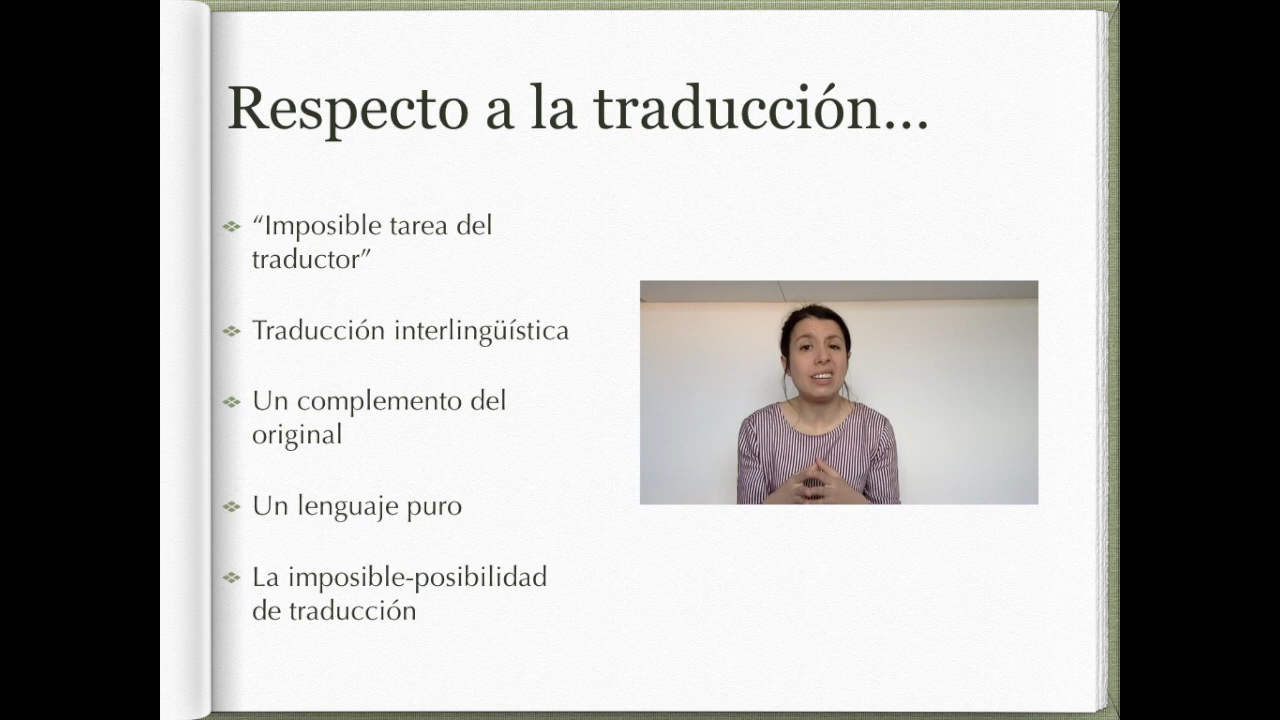 Respecto a la traducción...
“Imposible tarea del
traductor”
Traducción interlingüística
Un complemento del
original
Un lenguaje puro
La imposible-posibilidad
de traducción